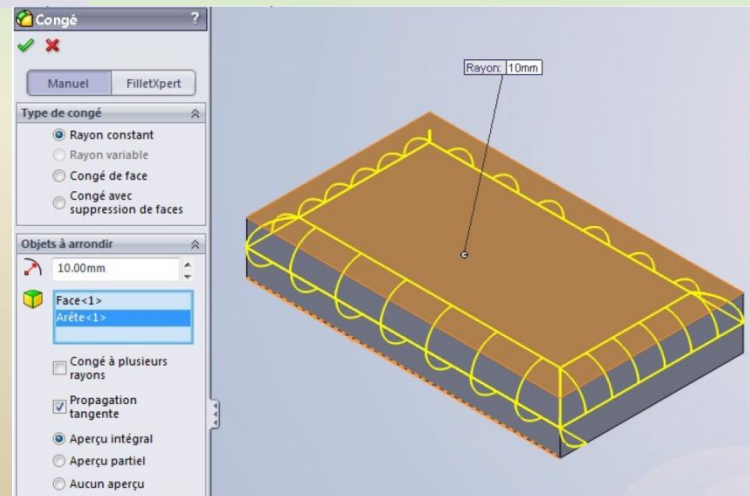 Congé ?
Manuel FilletXpert
Type de congé
Rayon constant
Rayon variable
Congé de face
Congé avec
suppression de faces
Objets à arrondir
10.00mm
Face<1>
Arête<1>
Congé à plusieurs
rayons
Propagation
tangente
Aperçu intégral
Aperçu partiel
Aucun aperçu
Rayon: 10mm